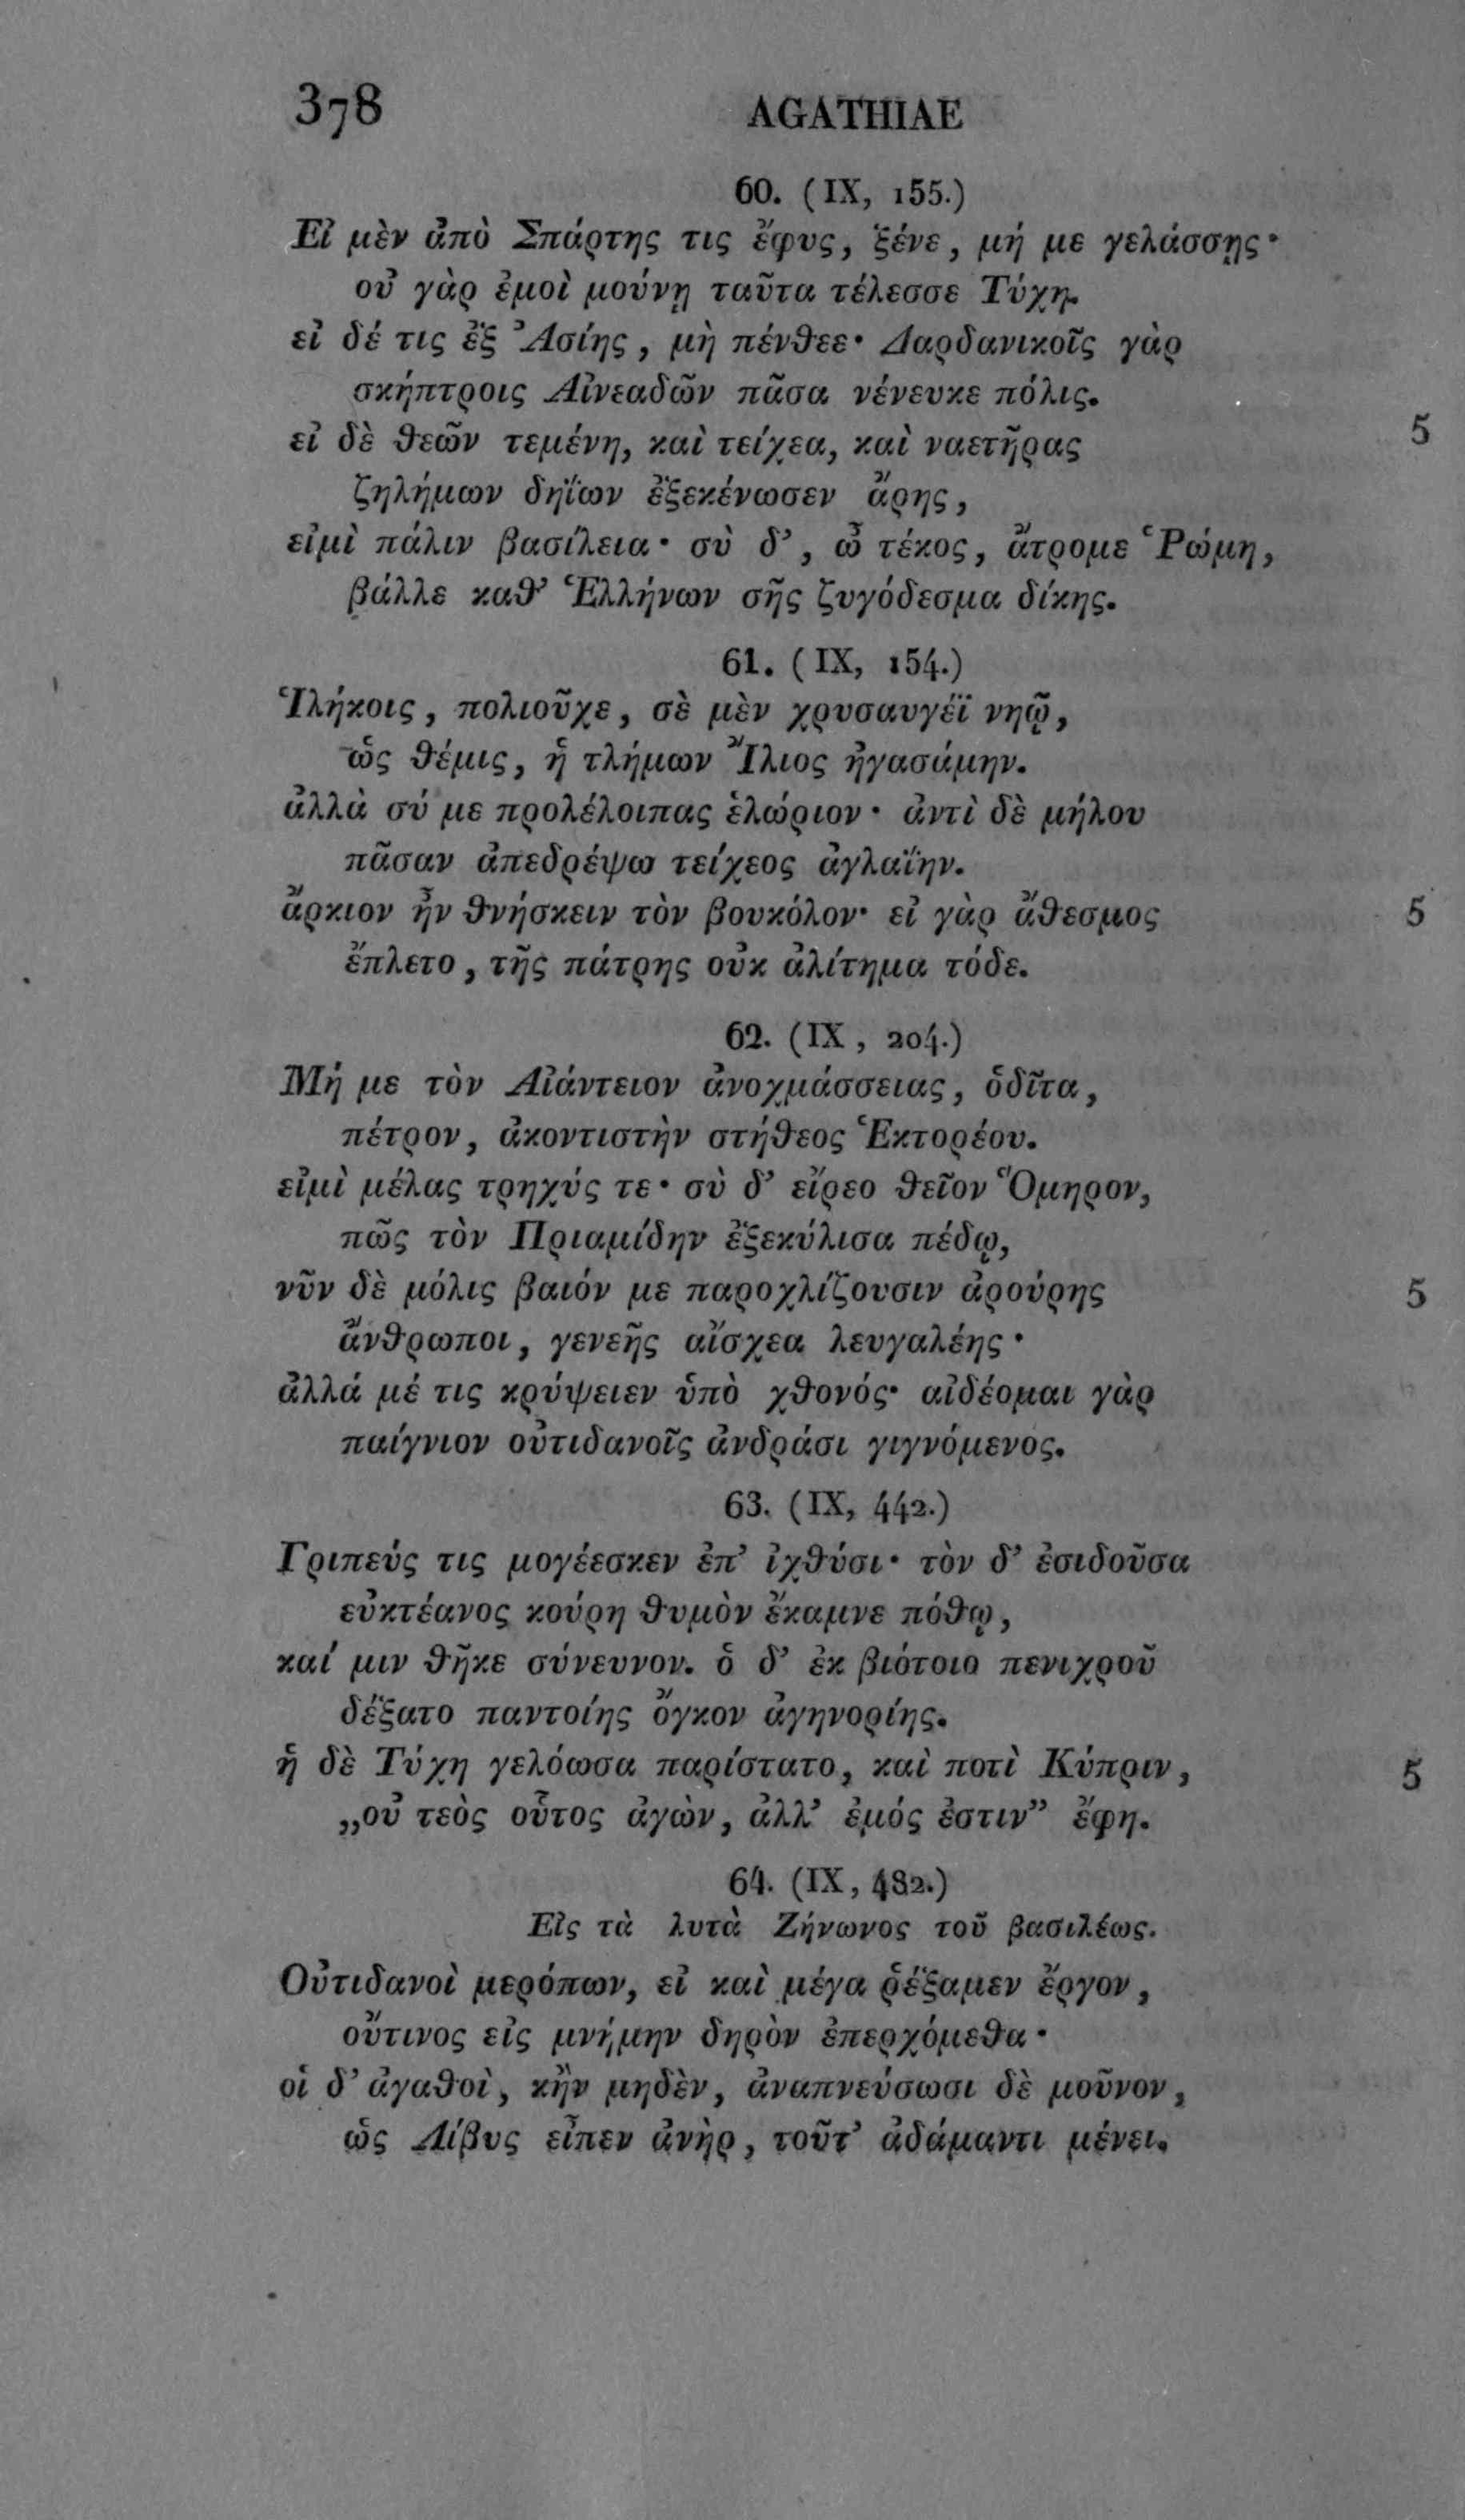 378 AGATHIAE
60. (IX, 155.)
Εἰ μὲν ἀπὸ Σπάρτης τις ἔφυς, ξένε, μή με γελάσσῃς·
οὐ γὰρ ἐμοὶ μούνῃ ταῦτα τέλεσσε Τύχη.
εἰ δέ τις ἐξ Ἀσίης, μὴ πένθεε· Δαρδανικοῖς γὰρ
σκήπτροις Αἰνεαδῶν πᾶσα νένευκε πόλις.
εἰ δὲ θεῶν τεμένη, καὶ τείχεα, καὶ ναετῆρας 5
ζηλήμων δηΐων ἐξεκένωσεν ἄρης,
εἰμὶ πάλιν βασίλεια· σὺ δ’, ὦ τέκος, ἄτρομε Ῥώμη,
βάλλε καθ’ Ἑλλήνων σῆς ζυγόδεσμα δίκης.
61. (IX, 154.)
Ἱλήκοις, πολιοῦχε, σὲ μὲν χρυσαυγέϊ νηῷ,
ὡς θέμις, ἡ τλήμων Ἴλιος ἠγασάμην.
ἀλλὰ σύ με προλέλοιπας ἑλώριον· ἀντὶ δὲ μήλου
πᾶσαν ἀπεδρέψω τείχεος ἀγλαΐην.
ἄρκιον ἦν θνήσκειν τὸν βουκόλον· εἰ γὰρ ἄθεσμος 5
ἔπλετο, τῆς πάτρης οὐκ ἀλίτημα τόδε.
62. (IX, 204.)
Μή με τὸν Αἰάντειον ἀνοχμάσσειας, ὁδῖτα,
πέτρον, ἀκοντιστὴν στήθεος Ἑκτορέου.
εἰμὶ μέλας τρηχύς τε· σὺ δ’ εἴρεο θεῖον Ὅμηρον,
πῶς τὸν Πριαμίδην ἐξεκύλισα πέδῳ,
νῦν δὲ μόλις βαιόν με παροχλίζουσιν ἀρούρης 5
ἄνθρωποι, γενεῆς αἴσχεα λευγαλέης·
ἀλλά μέ τις κρύψειεν ὑπὸ χθονός· αἰδέομαι γὰρ
παίγνιον οὐτιδανοῖς ἀνδράσι γιγνόμενος.
63. (IX, 442.)
Γριπεύς τις μογέεσκεν ἐπ’ ἰχθύσι· τὸν δ’ ἐσιδοῦσα
εὐκτέανος κούρη θυμὸν ἔκαμνε πόθῳ,
καί μιν θῆκε σύνευνον. ὁ δ’ ἐκ βιότοιο πενιχροῦ
δέξατο παντοίης ὄγκον ἀγηνορίης.
ἡ δὲ Τύχη γελόωσα παρίστατο, καὶ ποτὶ Κύπριν, 5
„οὐ τεὸς οὗτος ἀγὼν, ἀλλ’ ἐμός ἐστιν” ἔφη.
64. (IX, 482.)
Εἰς τὰ λυτὰ Ζήνωνος τοῦ βασιλέως.
Οὐτιδανοὶ μερόπων, εἰ καὶ μέγα ῥέξαμεν ἔργον,
οὔτινος εἰς μνήμην δηρὸν ἐπερχόμεθα·
οἱ δ’ ἀγαθοὶ, κἢν μηδὲν, ἀναπνεύσωσι δὲ μοῦνον,
ὡς Λίβυς εἶπεν ἀνὴρ, τοῦτ’ ἀδάμαντι μένει.